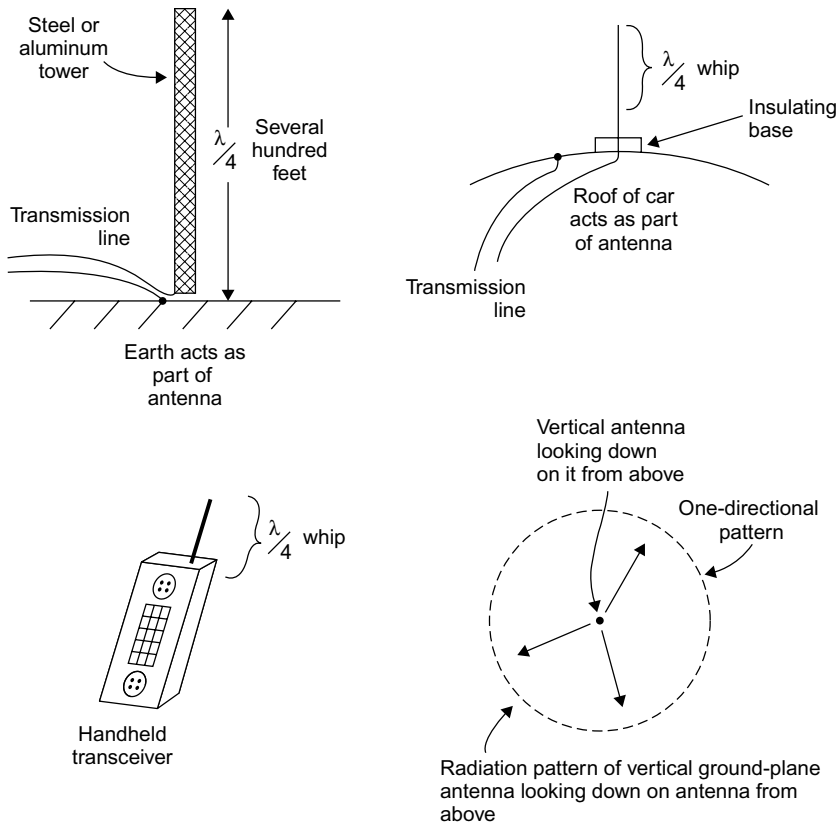 Steel or
aluminum
tower
λ/4
Several
hundred
feet
Transmission
line
Earth acts as
part of
antenna
λ/4 whip
Insulating
base
Roof of car
acts as part
of antenna
Transmission
line
λ/4 whip
Handheld
transceiver
Vertical antenna
looking down
on it from above
One-directional
pattern
Radiation pattern of vertical ground-plane
antenna looking down on antenna from
above